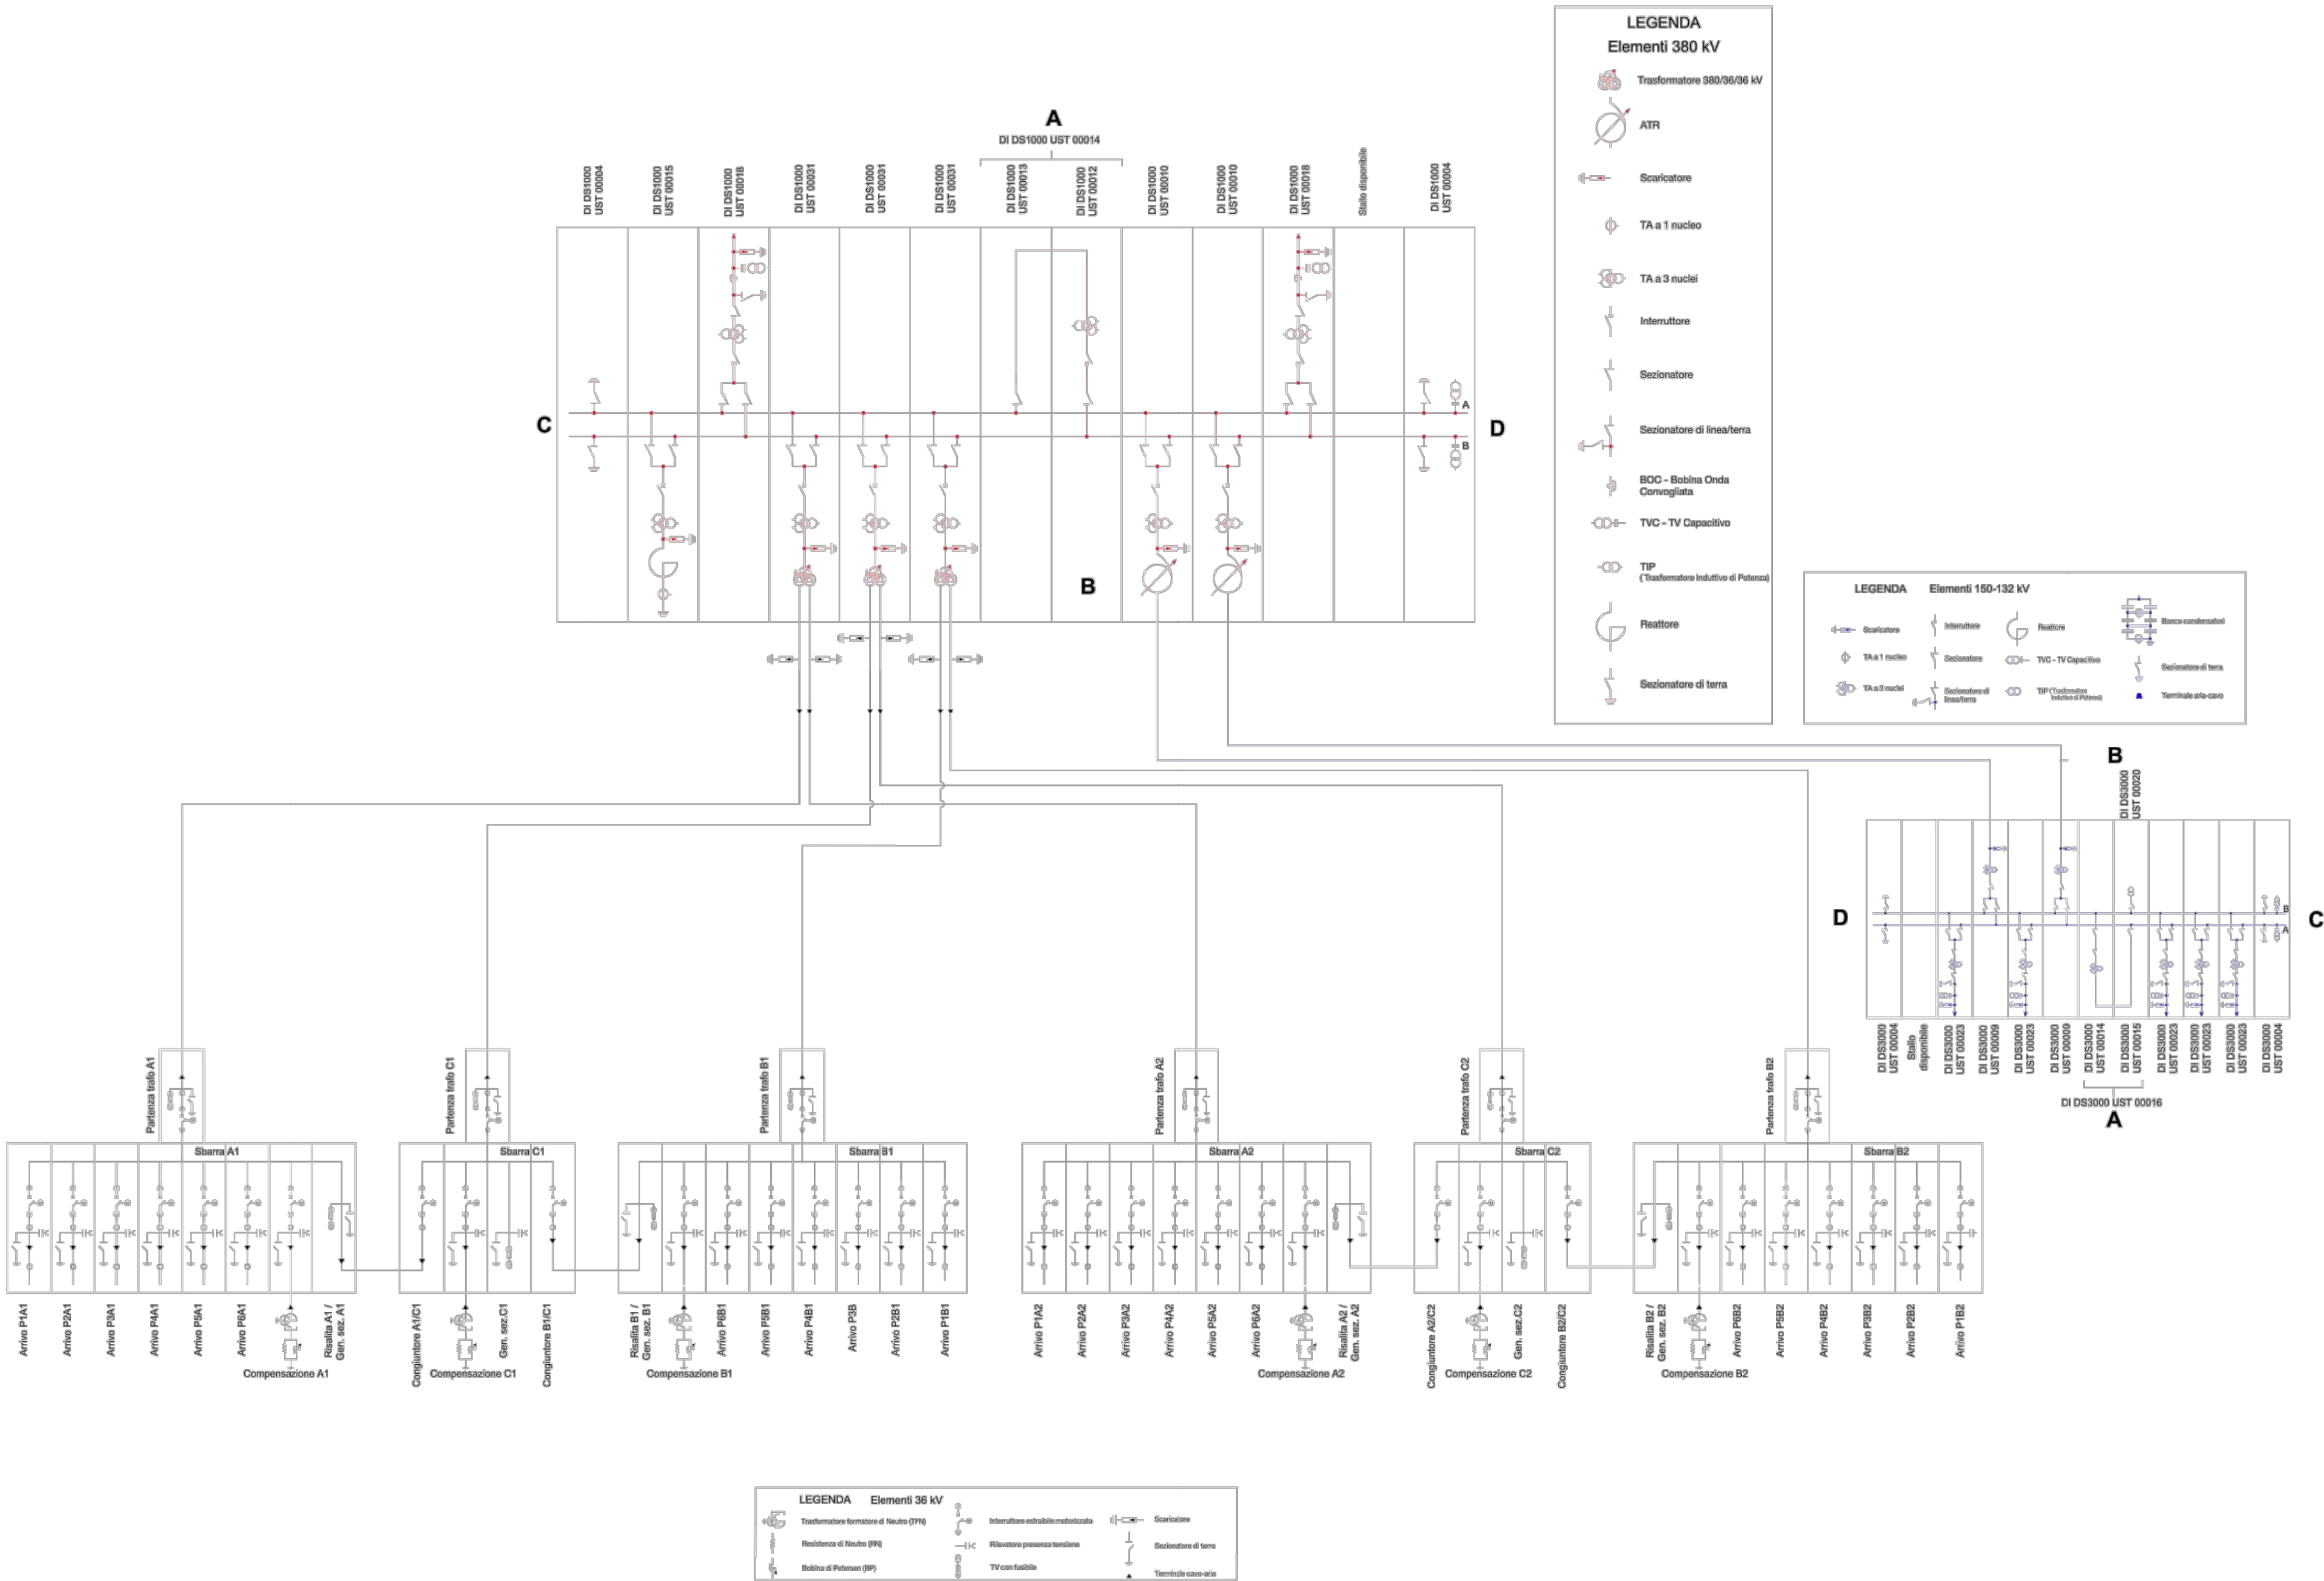 LEGENDA
Elementi 380 kV
Trasformatore 380/36/36 kV
ATR
Scaricatore
TA a 1 nucleo
TA a 3 nuclei
Interruttore
Sezionatore
Sezionatore di linea/terra
BOC - Bobina Onda
Convogliata
TVC - TV Capacitivo
TIP
(Trasformatore Induttivo di Potenza)
Reattore
Sezionatore di terra
A
DI DS1000 UST 00014
DI DS1000
UST 00004
DI DS1000
UST 00015
DI DS1000
UST 00018
DI DS1000
UST 00031
DI DS1000
UST 00031
DI DS1000
UST 00031
DI DS1000
UST 00013
DI DS1000
UST 00012
DI DS1000
UST 00010
DI DS1000
UST 00010
DI DS1000
UST 00018
Stallo disponibile
DI DS1000
UST 00004
C
A
B
D
B
LEGENDA Elementi 150-132 kV
Scaricatore
TA a 1 nucleo
TA a 3 nuclei
Interruttore
Sezionatore
Sezionatore di
linea/terra
Reattore
TVC - TV Capacitivo
TIP (Trasformatore
Induttivo di Potenza)
Banco condensatori
Sezionatore di terra
Terminale aria-cavo
B
DI DS3000
UST 00020
D
B
A
C
DI DS3000
UST 00004
Stallo
disponibile
DI DS3000
UST 00023
DI DS3000
UST 00009
DI DS3000
UST 00023
DI DS3000
UST 00009
DI DS3000
UST 00014
DI DS3000
UST 00015
DI DS3000
UST 00023
DI DS3000
UST 00023
DI DS3000
UST 00023
DI DS3000
UST 00004
DI DS3000 UST 00016
A
Partenza trafo A1
Partenza trafo C1
Partenza trafo B1
Partenza trafo A2
Partenza trafo C2
Partenza trafo B2
Sbarra A1
Sbarra C1
Sbarra B1
Sbarra A2
Sbarra C2
Sbarra B2
Arrivo P1A1
Arrivo P2A1
Arrivo P3A1
Arrivo P4A1
Arrivo P5A1
Arrivo P6A1
Compensazione A1
Risalita A1 /
Gen. sez. A1
Congiuntore A1/C1
Compensazione C1
Gen. sez.C1
Congiuntore B1/C1
Risalita B1 /
Gen. sez. B1
Compensazione B1
Arrivo P6B1
Arrivo P5B1
Arrivo P4B1
Arrivo P3B
Arrivo P2B1
Arrivo P1B1
Arrivo P1A2
Arrivo P2A2
Arrivo P3A2
Arrivo P4A2
Arrivo P5A2
Arrivo P6A2
Compensazione A2
Risalita A2 /
Gen. sez. A2
Congiuntore A2/C2
Compensazione C2
Gen. sez.C2
Congiuntore B2/C2
Risalita B2 /
Gen. sez. B2
Compensazione B2
Arrivo P6B2
Arrivo P5B2
Arrivo P4B2
Arrivo P3B2
Arrivo P2B2
Arrivo P1B2
LEGENDA Elementi 36 kV
Trasformatore formatore di Neutro (TFN)
Resistenza di Neutro (RN)
Bobina di Petersen (BP)
Interruttore estraibile motorizzato
Rilevatore presenza tensione
TV con fusibile
Scaricatore
Sezionatore di terra
Terminale cavo-aria